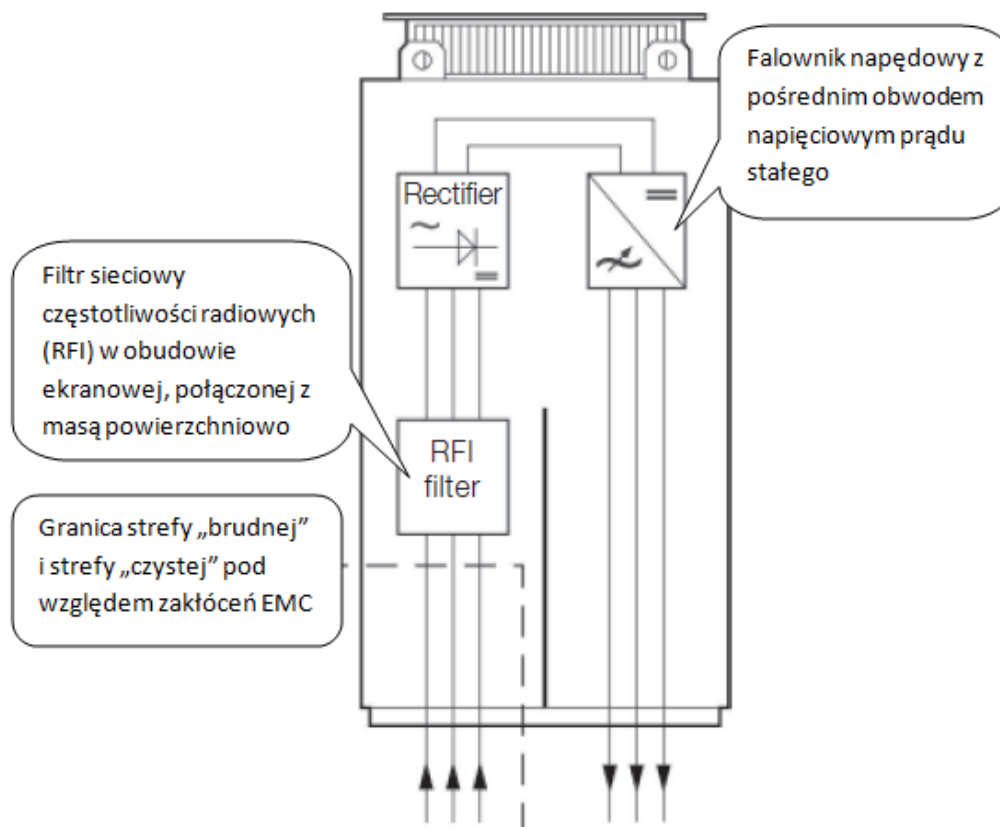 Falownik napędowy z
pośrednim obwodem
napięciowym prądu
stałego
Rectifier
Filtr sieciowy
częstotliwości radiowych
(RFI) w obudowie
ekranowej, połączonej z
masą powierzchniowo
RFI
filter
Granica strefy „brudnej”
i strefy „czystej” pod
względem zakłóceń EMC